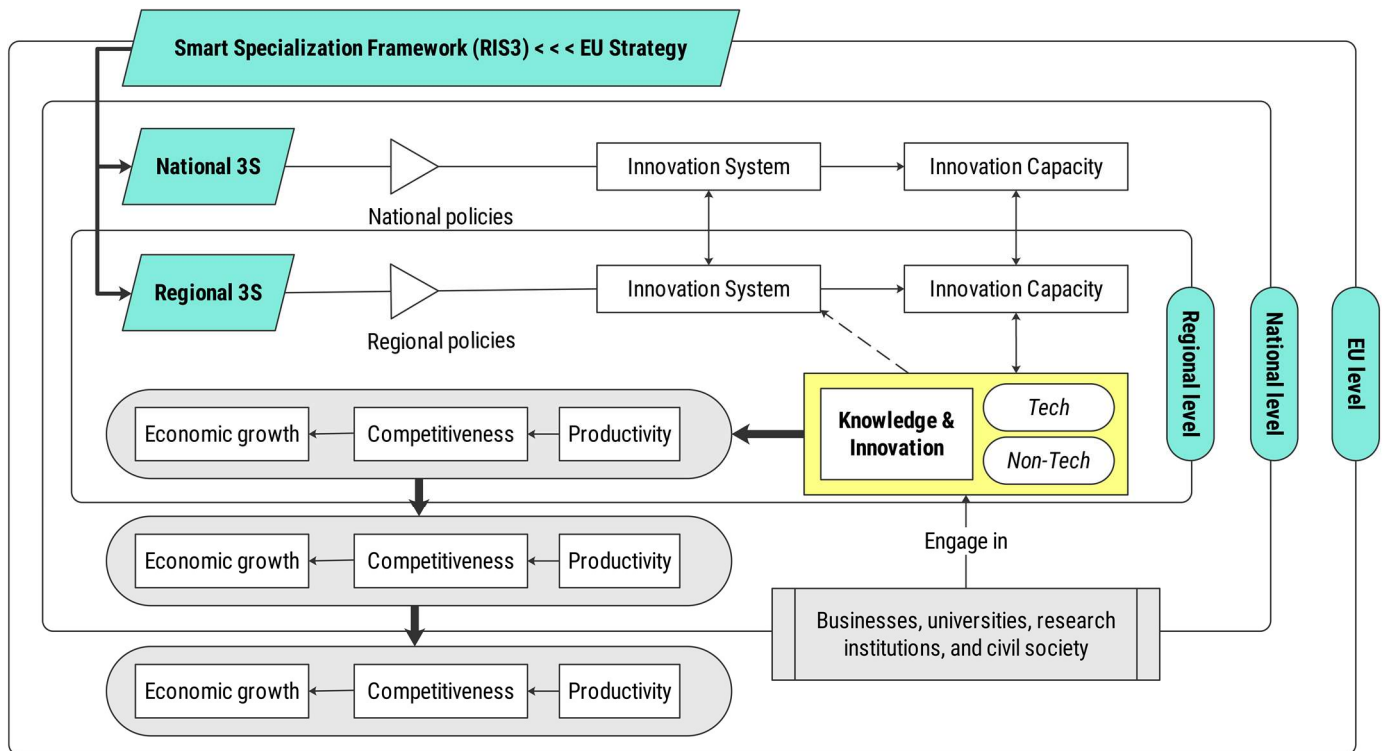 Smart Specialization Framework (RIS3) < < < EU Strategy
National 3S
National policies
Innovation System
Innovation Capacity
Regional 3S
Regional policies
Innovation System
Innovation Capacity
Regional level
National level
EU level
Knowledge &
Innovation
Tech
Non-Tech
Economic growth
Competitiveness
Productivity
Engage in
Economic growth
Competitiveness
Productivity
Businesses, universities, research
institutions, and civil society
Economic growth
Competitiveness
Productivity